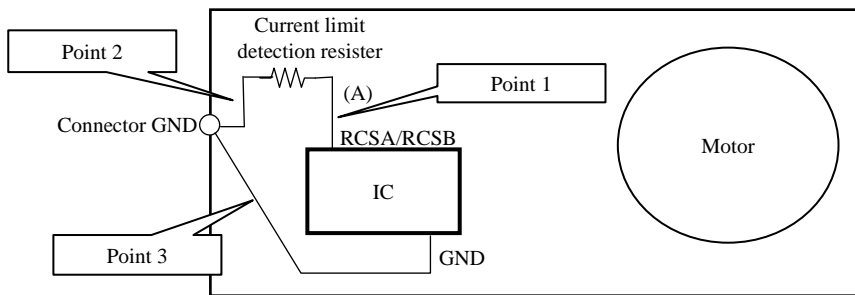 Current limit
detection resister
Point 2
(A)
Point 1
Connector GND
RCSA/RCSB
Motor
IC
Point 3
GND